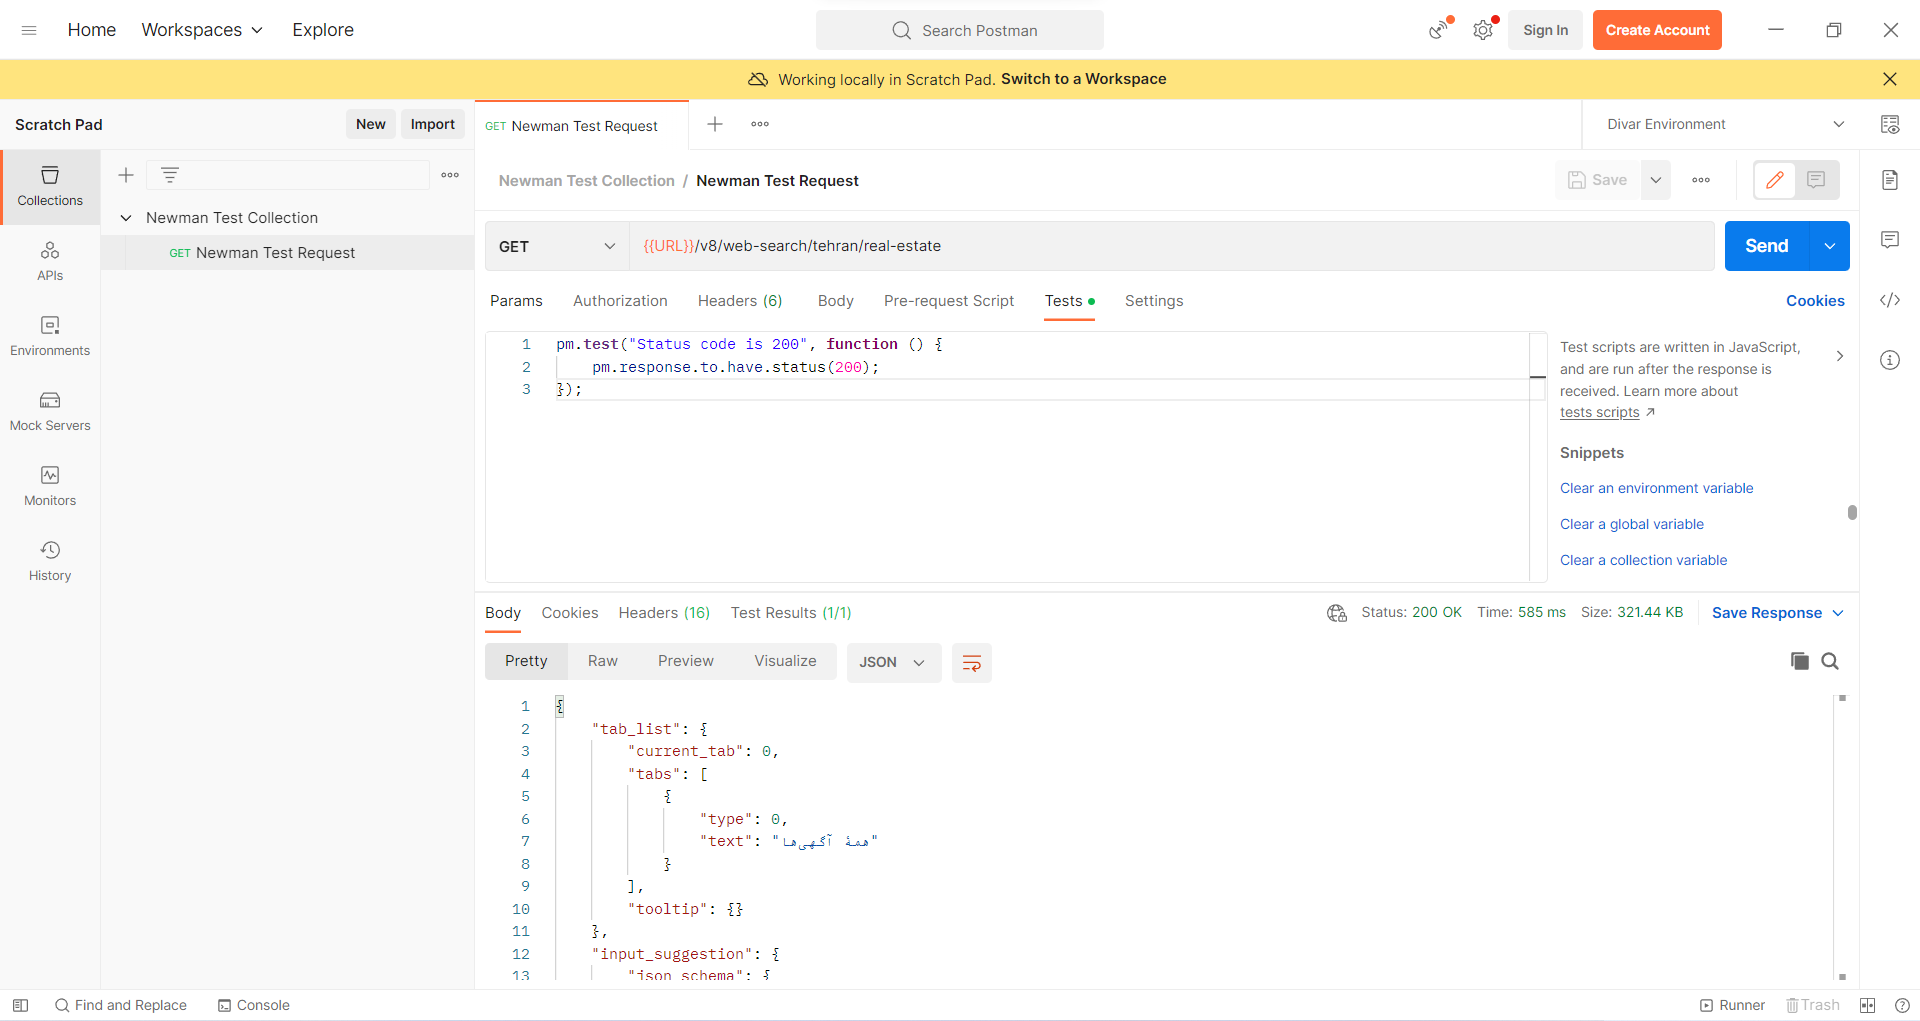 Home Workspaces Explore Search Postman Sign In Create Account
Working locally in Scratch Pad. Switch to a Workspace
Scratch Pad New Import GET Newman Test Request Divar Environment
Collections
APIs
Environments
Mock Servers
Monitors
History
Newman Test Collection
GET Newman Test Request
Newman Test Collection / Newman Test Request Save
GET {{URL}}/v8/web-search/tehran/real-estate Send
Params Authorization Headers (6) Body Pre-request Script Tests Settings Cookies
1 pm.test("Status code is 200", function () {
2 pm.response.to.have.status(200);
3 });
Test scripts are written in JavaScript,
and are run after the response is
received. Learn more about
tests scripts
Snippets
Clear an environment variable
Clear a global variable
Clear a collection variable
Body Cookies Headers (16) Test Results (1/1) Status: 200 OK Time: 585 ms Size: 321.44 KB Save Response
Pretty Raw Preview Visualize JSON
1 {
2 "tab_list": {
3 "current_tab": 0,
4 "tabs": [
5 {
6 "type": 0,
7 "text": "همهٔ آگهی‌ها"
8 }
9 ],
10 "tooltip": {}
11 },
12 "input_suggestion": {
13 "json_schema": {
Find and Replace Console Runner Trash